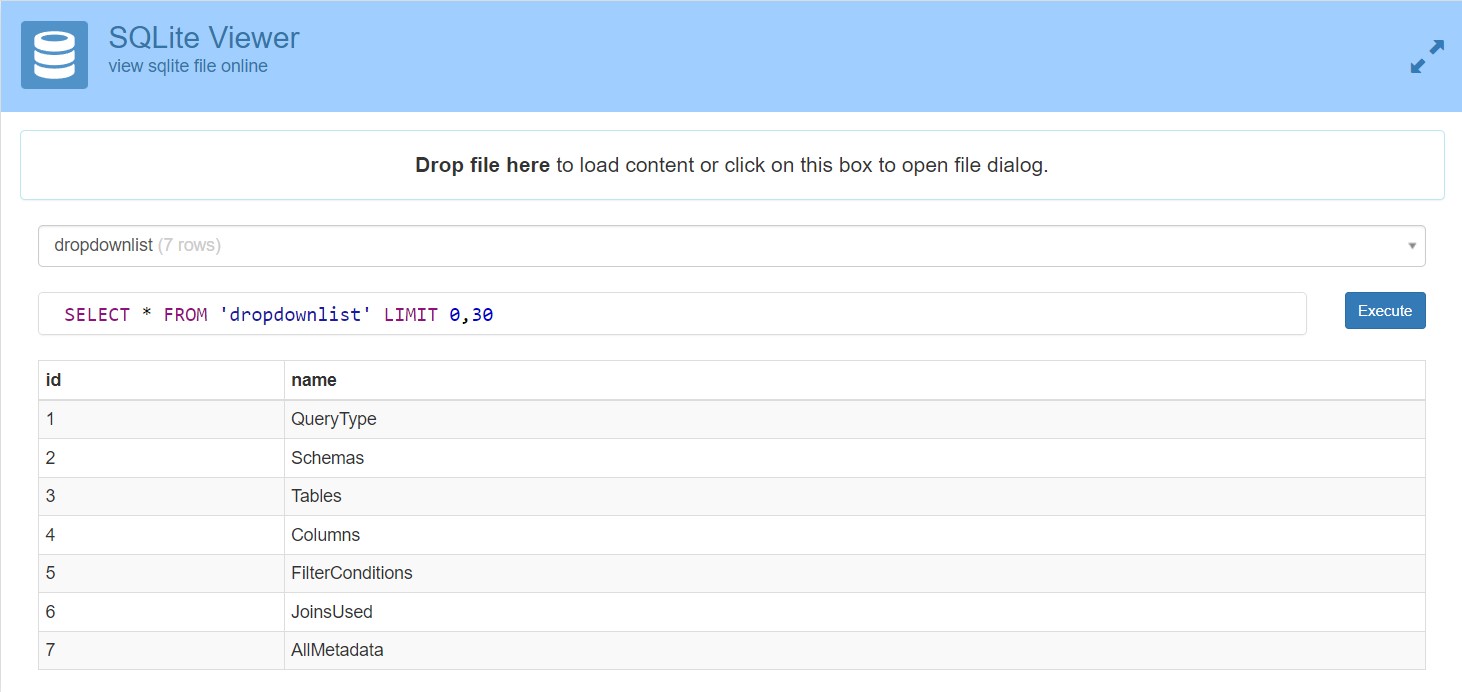 SQLite Viewer
view sqlite file online
Drop file here to load content or click on this box to open file dialog.
dropdownlist (7 rows)
SELECT * FROM 'dropdownlist' LIMIT 0,30
Execute
id name
1 QueryType
2 Schemas
3 Tables
4 Columns
5 FilterConditions
6 JoinsUsed
7 AllMetadata